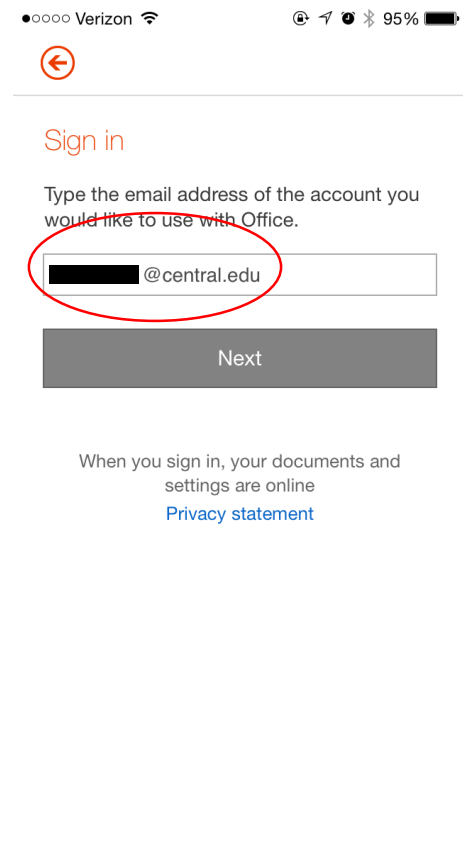 Verizon 95%
Sign in
Type the email address of the account you
would like to use with Office.
@central.edu
Next
When you sign in, your documents and
settings are online
Privacy statement